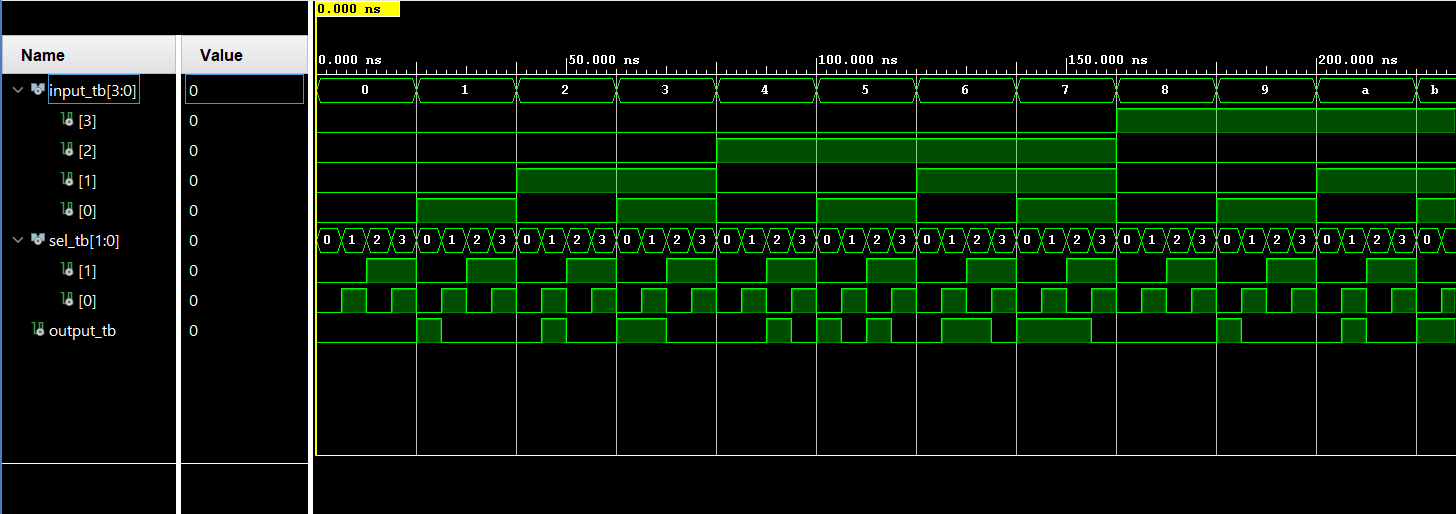 0.000 ns
Name Value
0.000 ns 50.000 ns 100.000 ns 150.000 ns 200.000 ns
input_tb[3:0] 0 0 1 2 3 4 5 6 7 8 9 a b
[3] 0
[2] 0
[1] 0
[0] 0
sel_tb[1:0] 0 0 1 2 3 0 1 2 3 0 1 2 3 0 1 2 3 0 1 2 3 0 1 2 3 0 1 2 3 0 1 2 3 0 1 2 3 0 1 2 3 0 1 2 3 0
[1] 0
[0] 0
output_tb 0